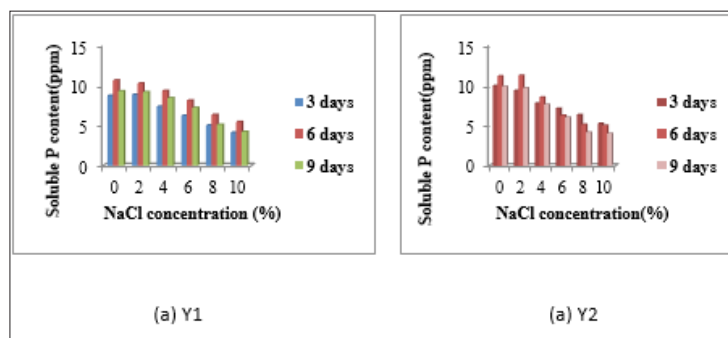 Soluble P content(ppm)
15
10
5
0
0 2 4 6 8 10
NaCl concentration (%)
3 days
6 days
9 days
(a) Y1
Soluble P content(ppm)
15
10
5
0
0 2 4 6 8 10
NaCl concentration(%)
3 days
6 days
9 days
(a) Y2